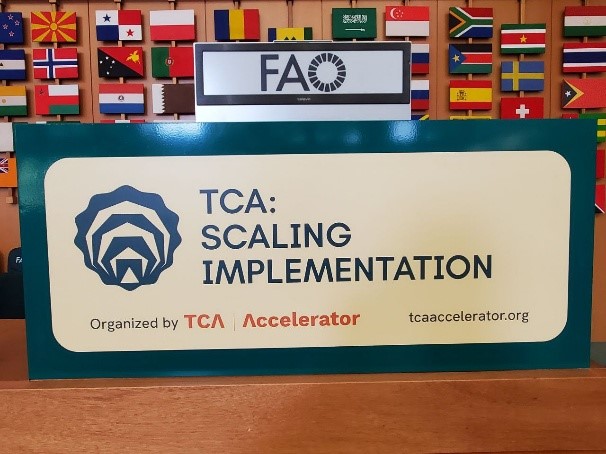 FAO
TCA:
SCALING
IMPLEMENTATION
Organized by TCA | Accelerator
tcaaccelerator.org